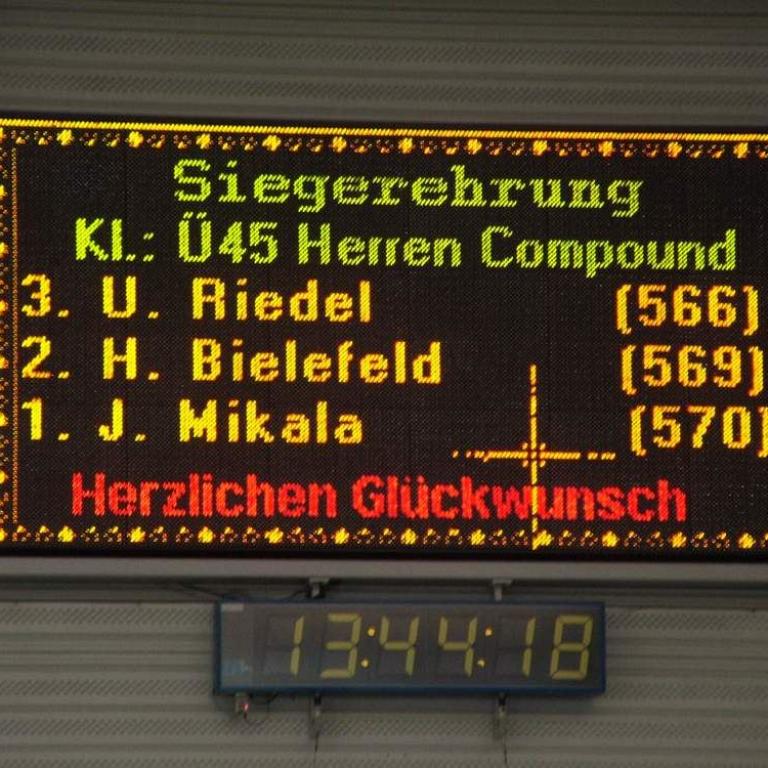 Siegerehrung
Kl.: Ü45 Herren Compound
3. U. Riedel (566)
2. H. Bielefeld (569)
1. J. Mikala (570)
Herzlichen Glückwunsch
13:44:18